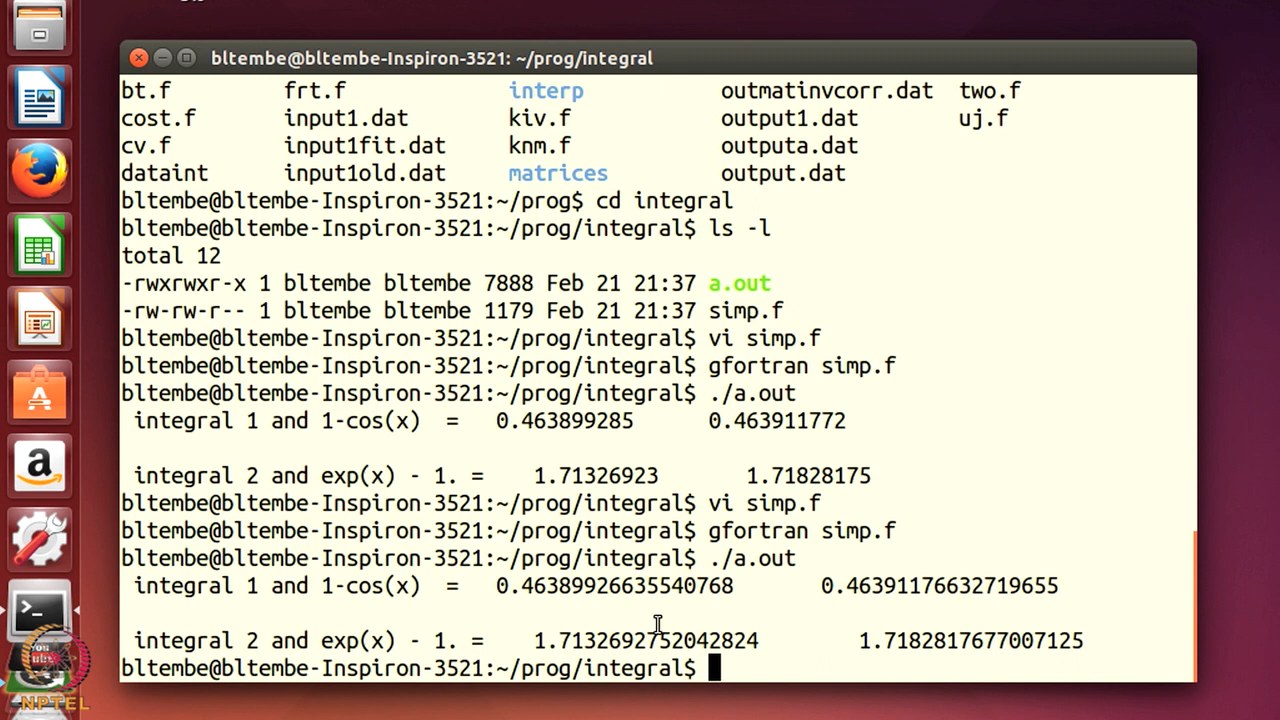 bltembe@bltembe-Inspiron-3521: ~/prog/integral
bt.f frt.f interp outmatinvcorr.dat two.f
cost.f input1.dat kiv.f output1.dat uj.f
cv.f input1fit.dat knm.f outputa.dat
dataint input1old.dat matrices output.dat
bltembe@bltembe-Inspiron-3521:~/prog$ cd integral
bltembe@bltembe-Inspiron-3521:~/prog/integral$ ls -l
total 12
-rwxrwxr-x 1 bltembe bltembe 7888 Feb 21 21:37 a.out
-rw-rw-r-- 1 bltembe bltembe 1179 Feb 21 21:37 simp.f
bltembe@bltembe-Inspiron-3521:~/prog/integral$ vi simp.f
bltembe@bltembe-Inspiron-3521:~/prog/integral$ gfortran simp.f
bltembe@bltembe-Inspiron-3521:~/prog/integral$ ./a.out
integral 1 and 1-cos(x) = 0.463899285 0.463911772
integral 2 and exp(x) - 1. = 1.71326923 1.71828175
bltembe@bltembe-Inspiron-3521:~/prog/integral$ vi simp.f
bltembe@bltembe-Inspiron-3521:~/prog/integral$ gfortran simp.f
bltembe@bltembe-Inspiron-3521:~/prog/integral$ ./a.out
integral 1 and 1-cos(x) = 0.46389926635540768 0.46391176632719655
integral 2 and exp(x) - 1. = 1.7132692752042824 1.7182817677007125
bltembe@bltembe-Inspiron-3521:~/prog/integral$
NPTEL